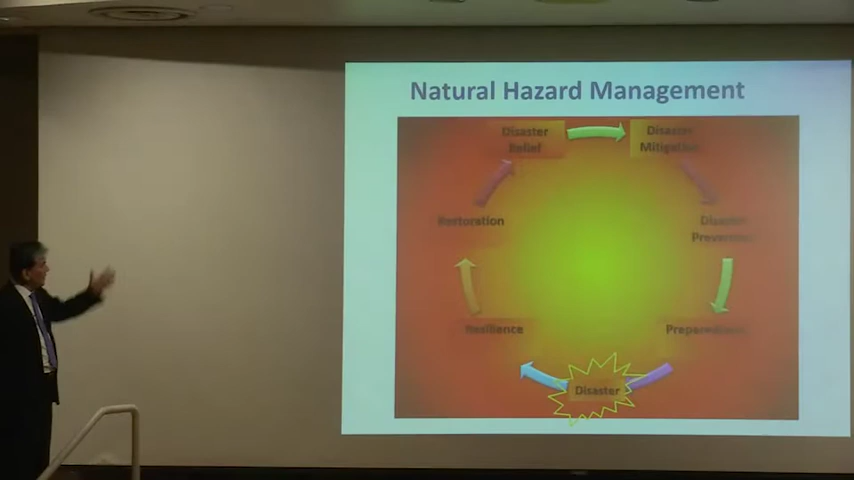 Natural Hazard Management
Disaster
Relief
Disaster
Mitigation
Restoration
Disaster
Prevention
Resilience
Preparedness
Disaster